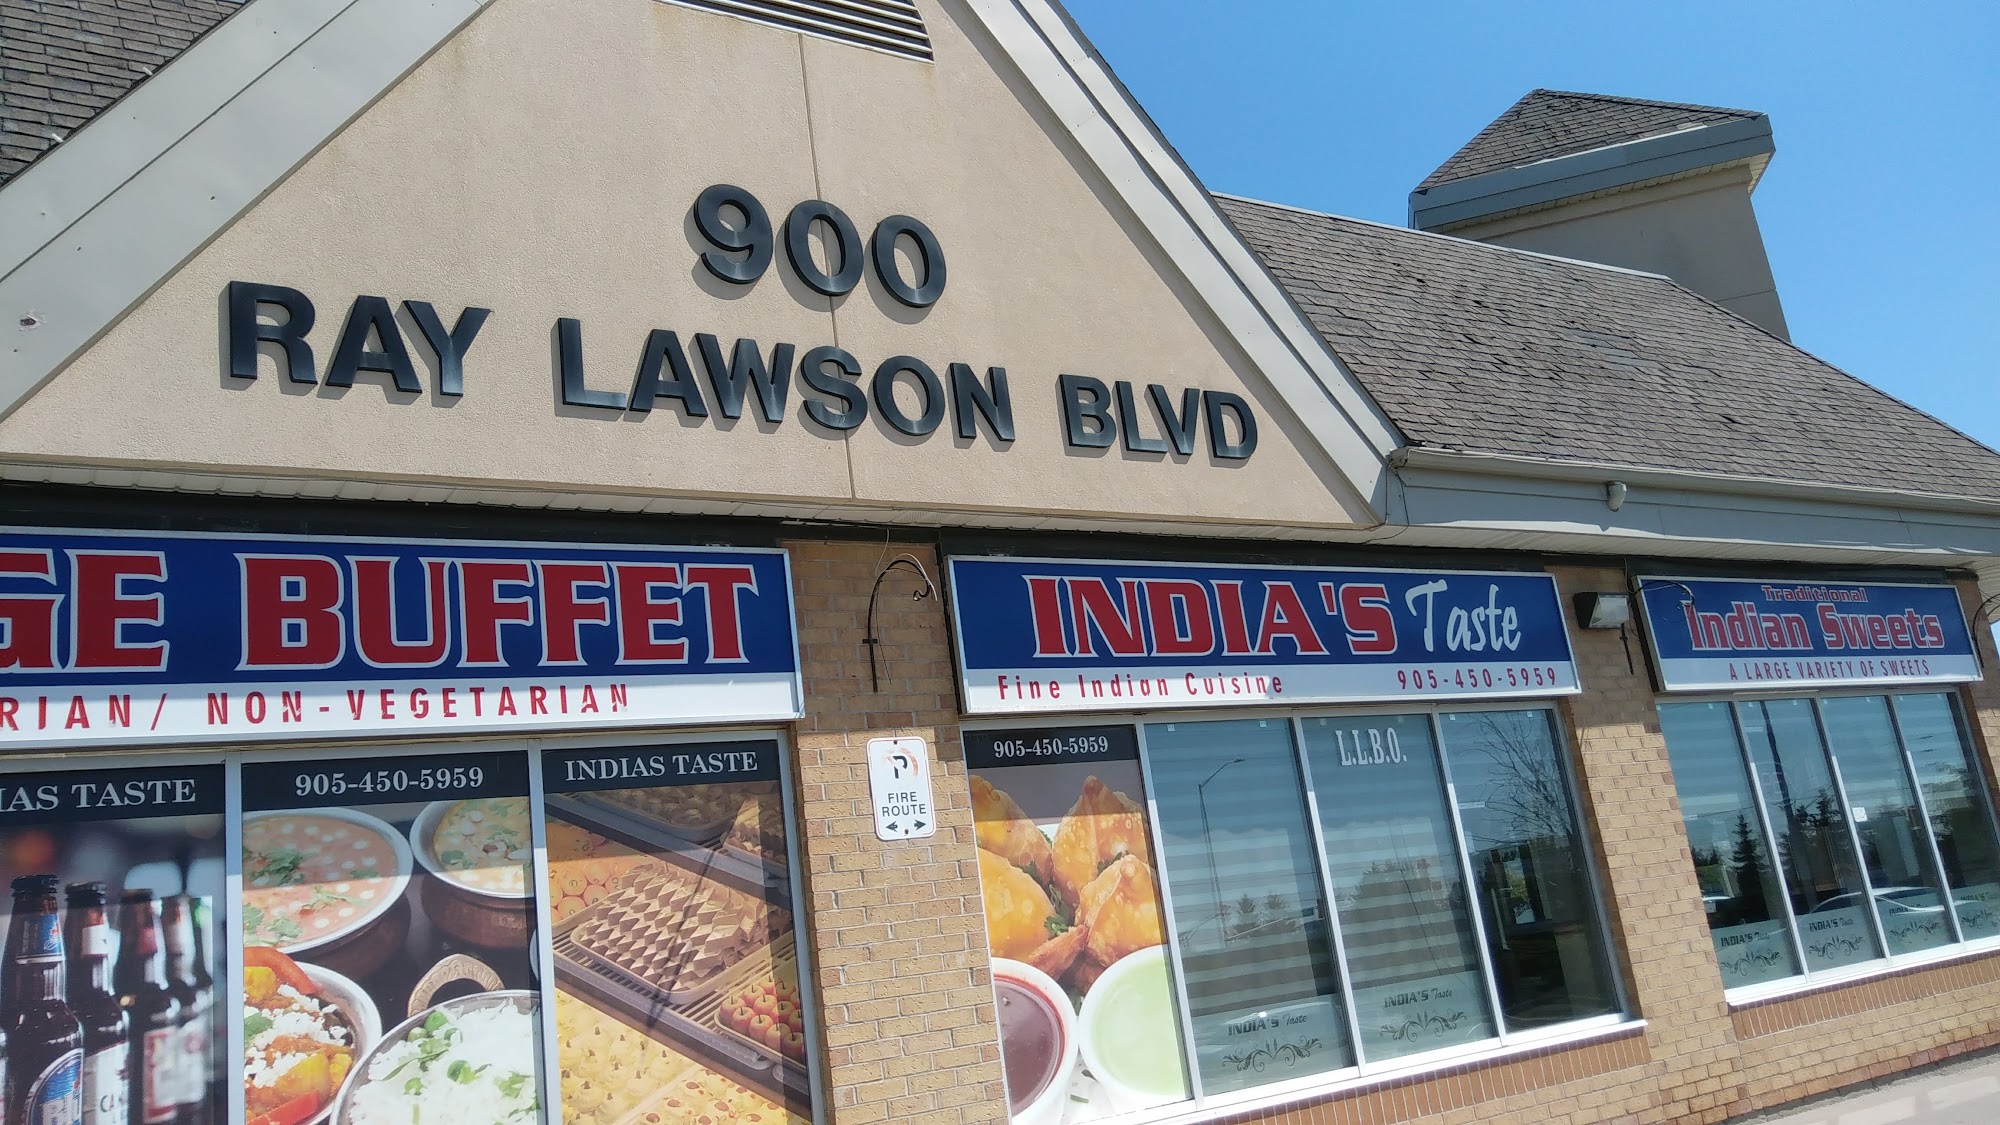 900
RAY LAWSON BLVD
GE BUFFET
RIAN/ NON-VEGETARIAN
INDIA'S Taste
Fine Indian Cuisine 905-450-5959
Traditional
Indian Sweets
A LARGE VARIETY OF SWEETS
IAS TASTE
905-450-5959
INDIAS TASTE
P
FIRE
ROUTE
905-450-5959
L.L.B.O.
INDIA'S Taste
INDIA'S Taste
INDIA'S Taste
INDIA'S Taste
INDIA'S Taste